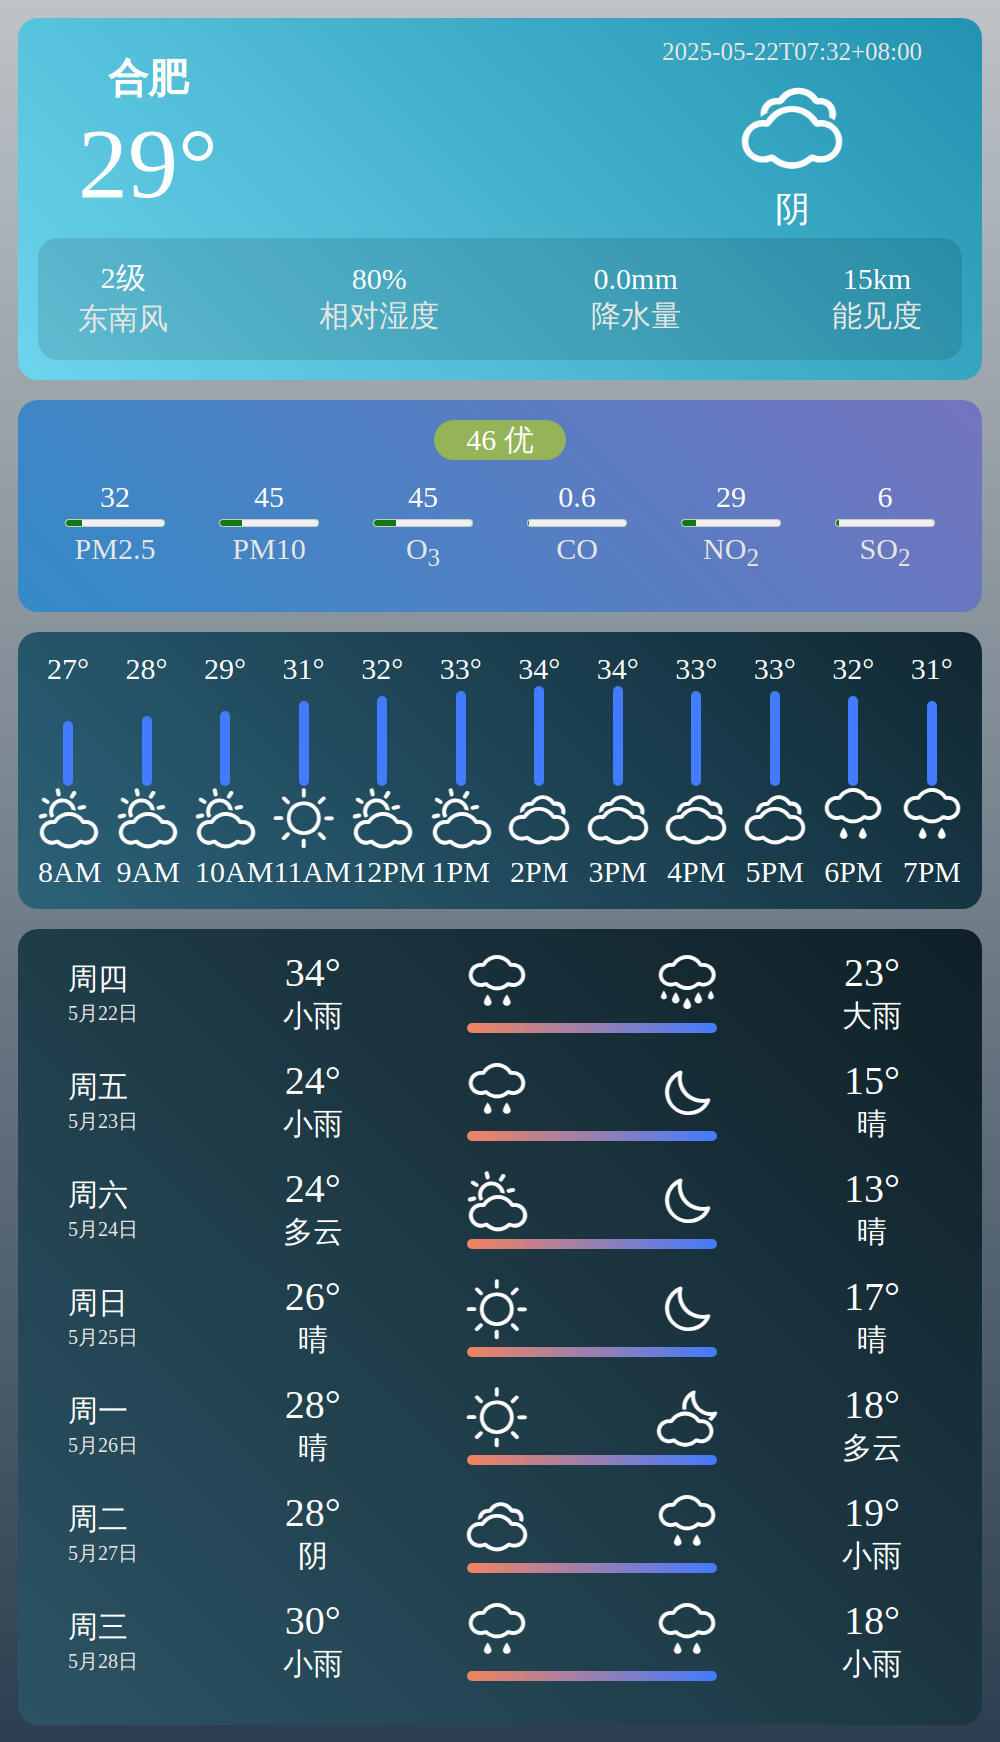 合肥
2025-05-22T07:32+08:00
29°
阴
2级 80% 0.0mm 15km
东南风 相对湿度 降水量 能见度
46 优
32 45 45 0.6 29 6
PM2.5 PM10 O3 CO NO2 SO2
27° 28° 29° 31° 32° 33° 34° 34° 33° 33° 32° 31°
8AM 9AM 10AM 11AM 12PM 1PM 2PM 3PM 4PM 5PM 6PM 7PM
周四 34° 23°
5月22日 小雨 大雨
周五 24° 15°
5月23日 小雨 晴
周六 24° 13°
5月24日 多云 晴
周日 26° 17°
5月25日 晴 晴
周一 28° 18°
5月26日 晴 多云
周二 28° 19°
5月27日 阴 小雨
周三 30° 18°
5月28日 小雨 小雨